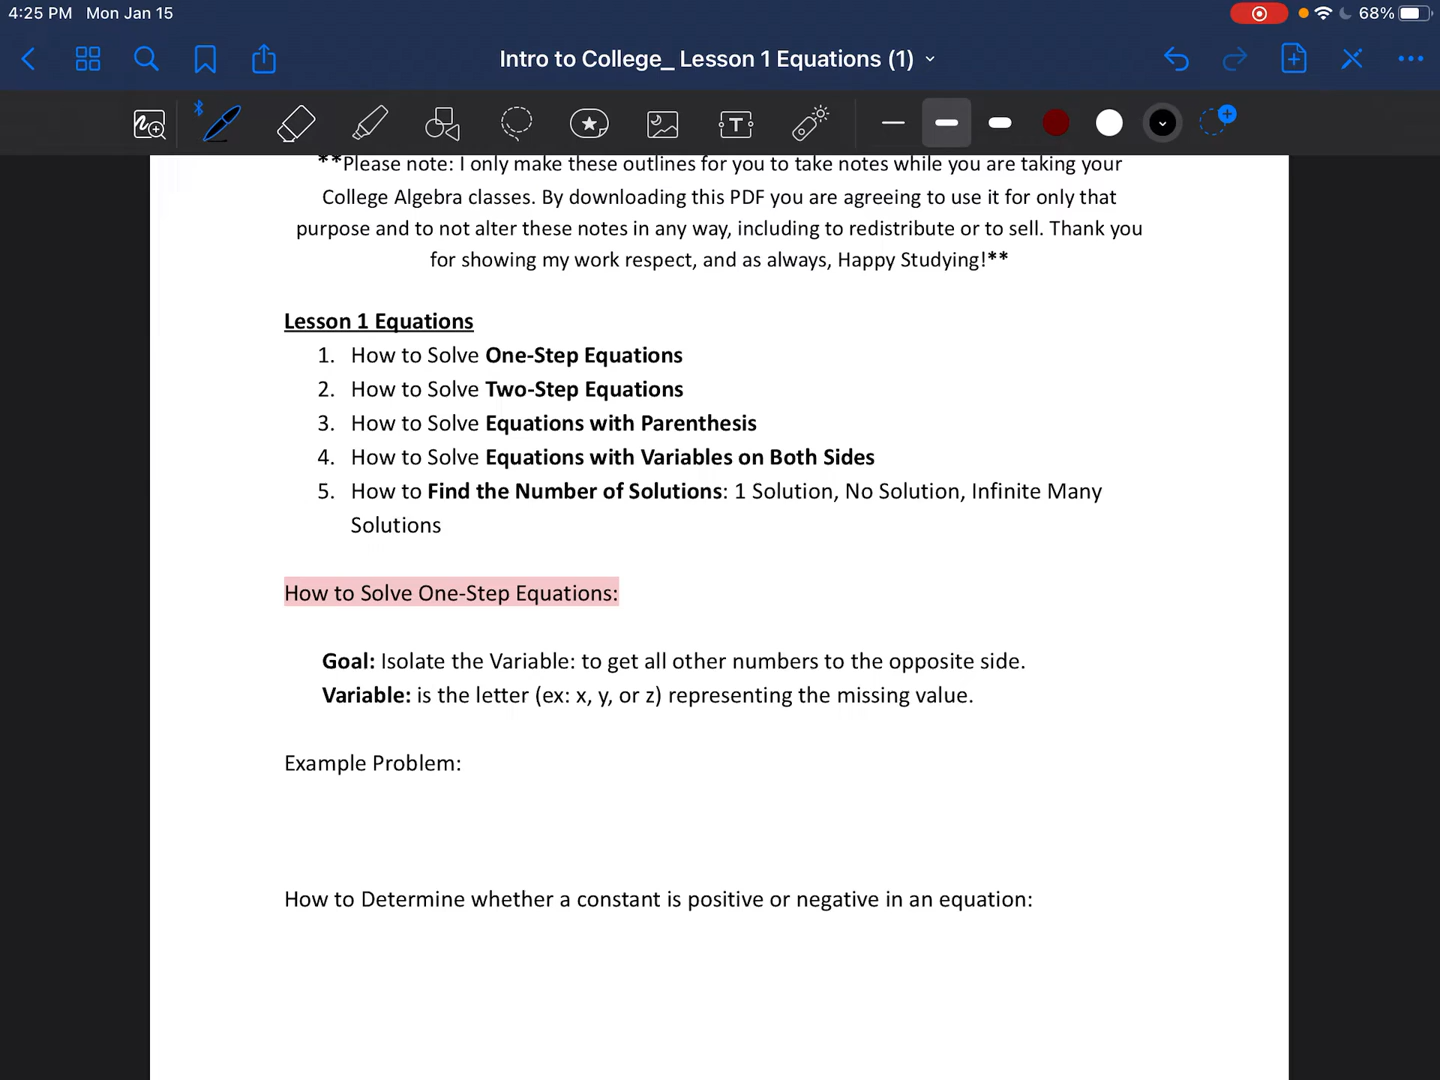 4:25 PM Mon Jan 15
68%
Intro to College_ Lesson 1 Equations (1)
**Please note: I only make these outlines for you to take notes while you are taking your
College Algebra classes. By downloading this PDF you are agreeing to use it for only that
purpose and to not alter these notes in any way, including to redistribute or to sell. Thank you
for showing my work respect, and as always, Happy Studying!**
Lesson 1 Equations
1. How to Solve One-Step Equations
2. How to Solve Two-Step Equations
3. How to Solve Equations with Parenthesis
4. How to Solve Equations with Variables on Both Sides
5. How to Find the Number of Solutions: 1 Solution, No Solution, Infinite Many
Solutions
How to Solve One-Step Equations:
Goal: Isolate the Variable: to get all other numbers to the opposite side.
Variable: is the letter (ex: x, y, or z) representing the missing value.
Example Problem:
How to Determine whether a constant is positive or negative in an equation: